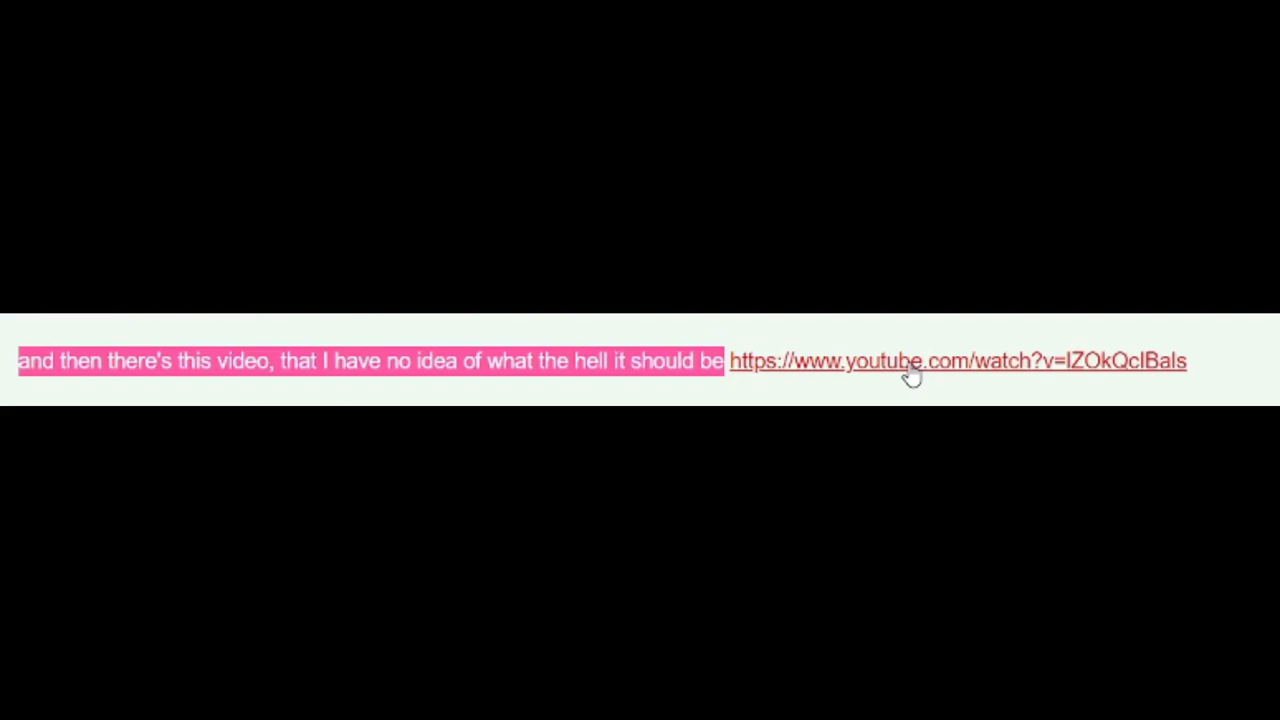 and then there's this video, that I have no idea of what the hell it should be https://www.youtube.com/watch?v=IZOkQcIBaIs